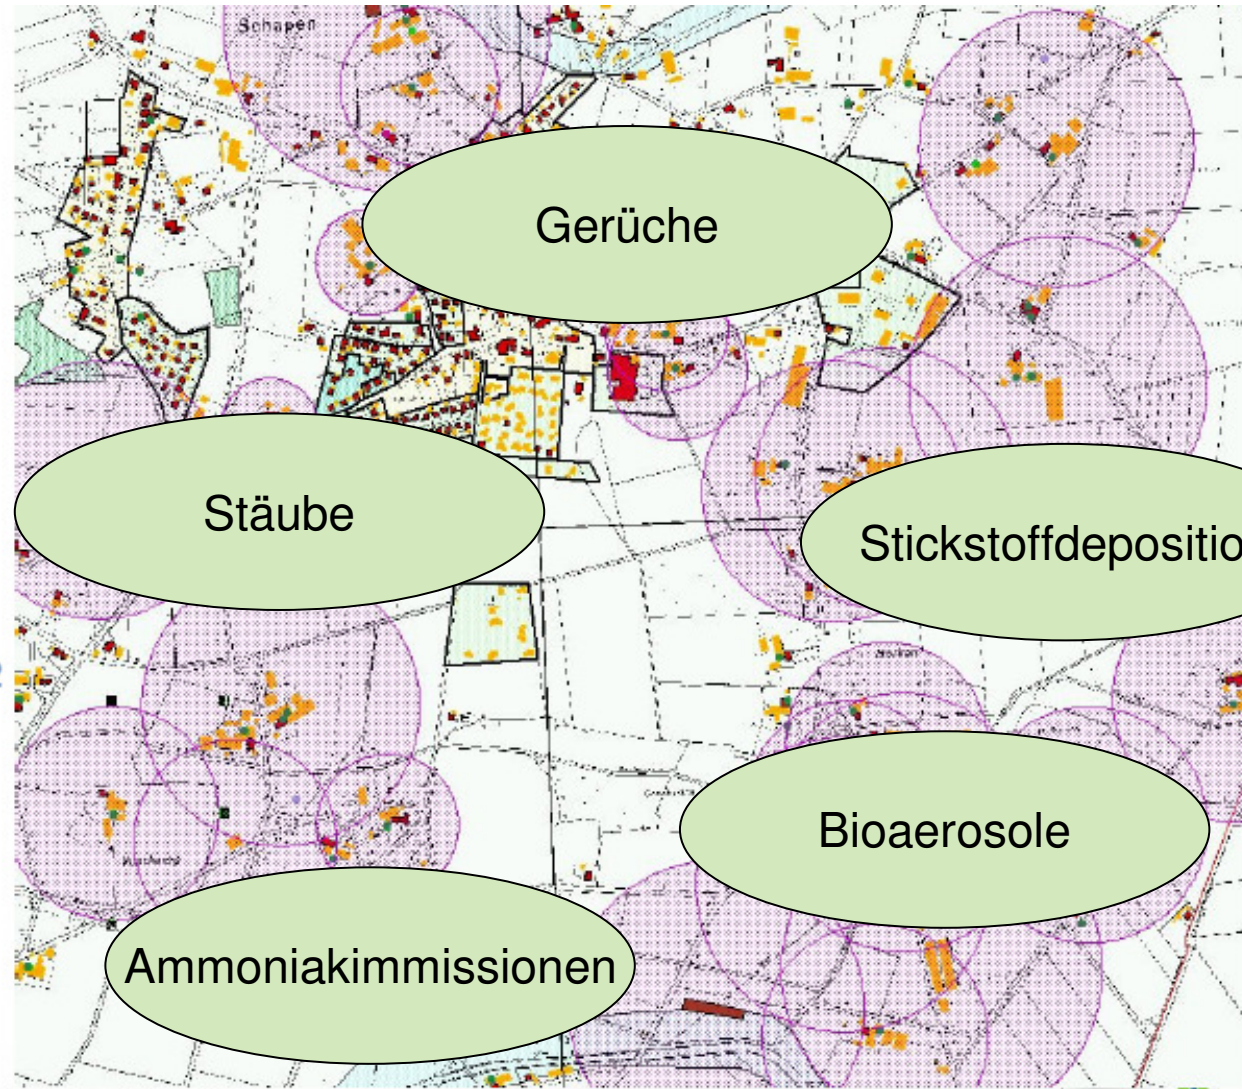 Schapen
Gerüche
Stäube
Stickstoffdepositio
Bioaerosole
Ammoniakimmissionen